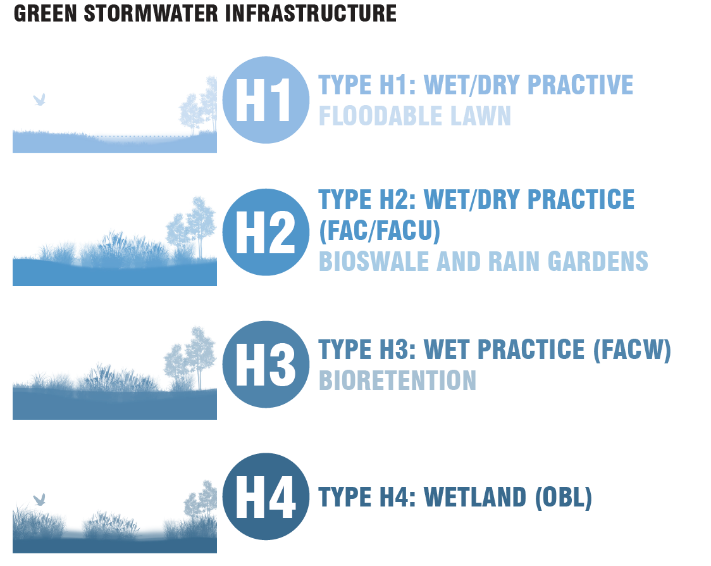 GREEN STORMWATER INFRASTRUCTURE
H1
TYPE H1: WET/DRY PRACTIVE
FLOODABLE LAWN
H2
TYPE H2: WET/DRY PRACTICE
(FAC/FACU)
BIOSWALE AND RAIN GARDENS
H3
TYPE H3: WET PRACTICE (FACW)
BIORETENTION
H4
TYPE H4: WETLAND (OBL)